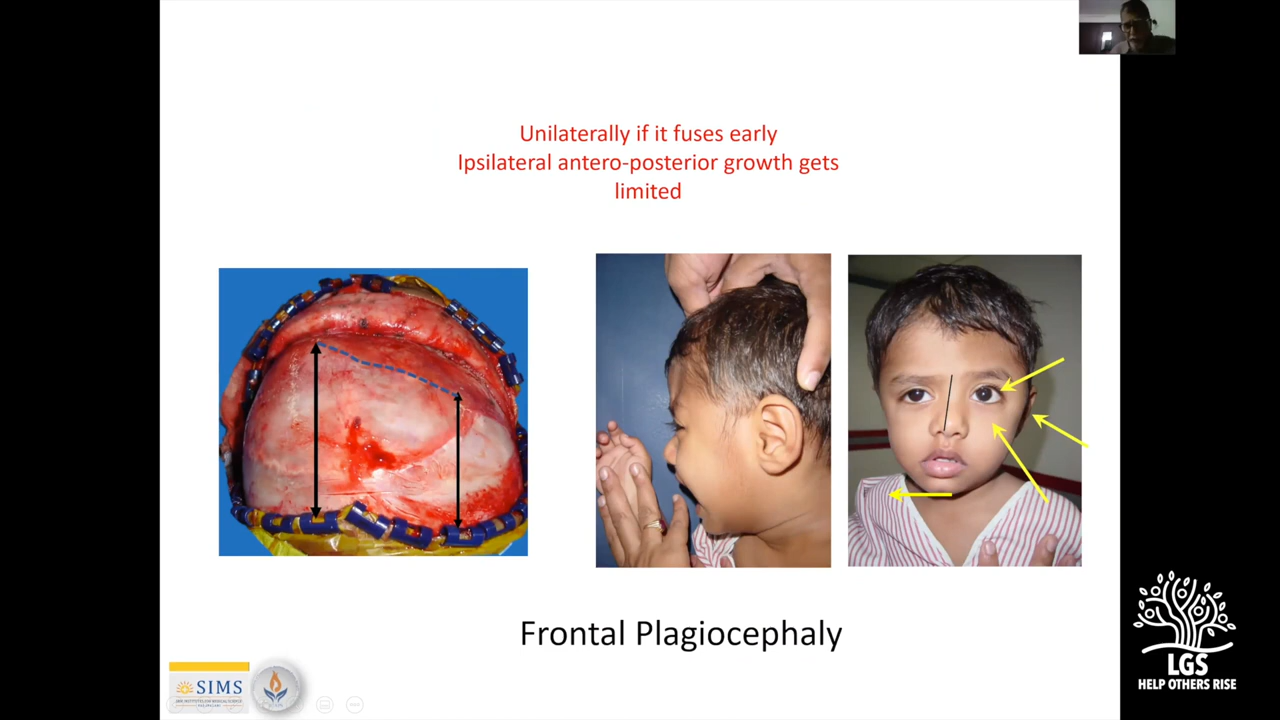 Unilaterally if it fuses early
Ipsilateral antero-posterior growth gets
limited
Frontal Plagiocephaly
SIMS
LGS
HELP OTHERS RISE